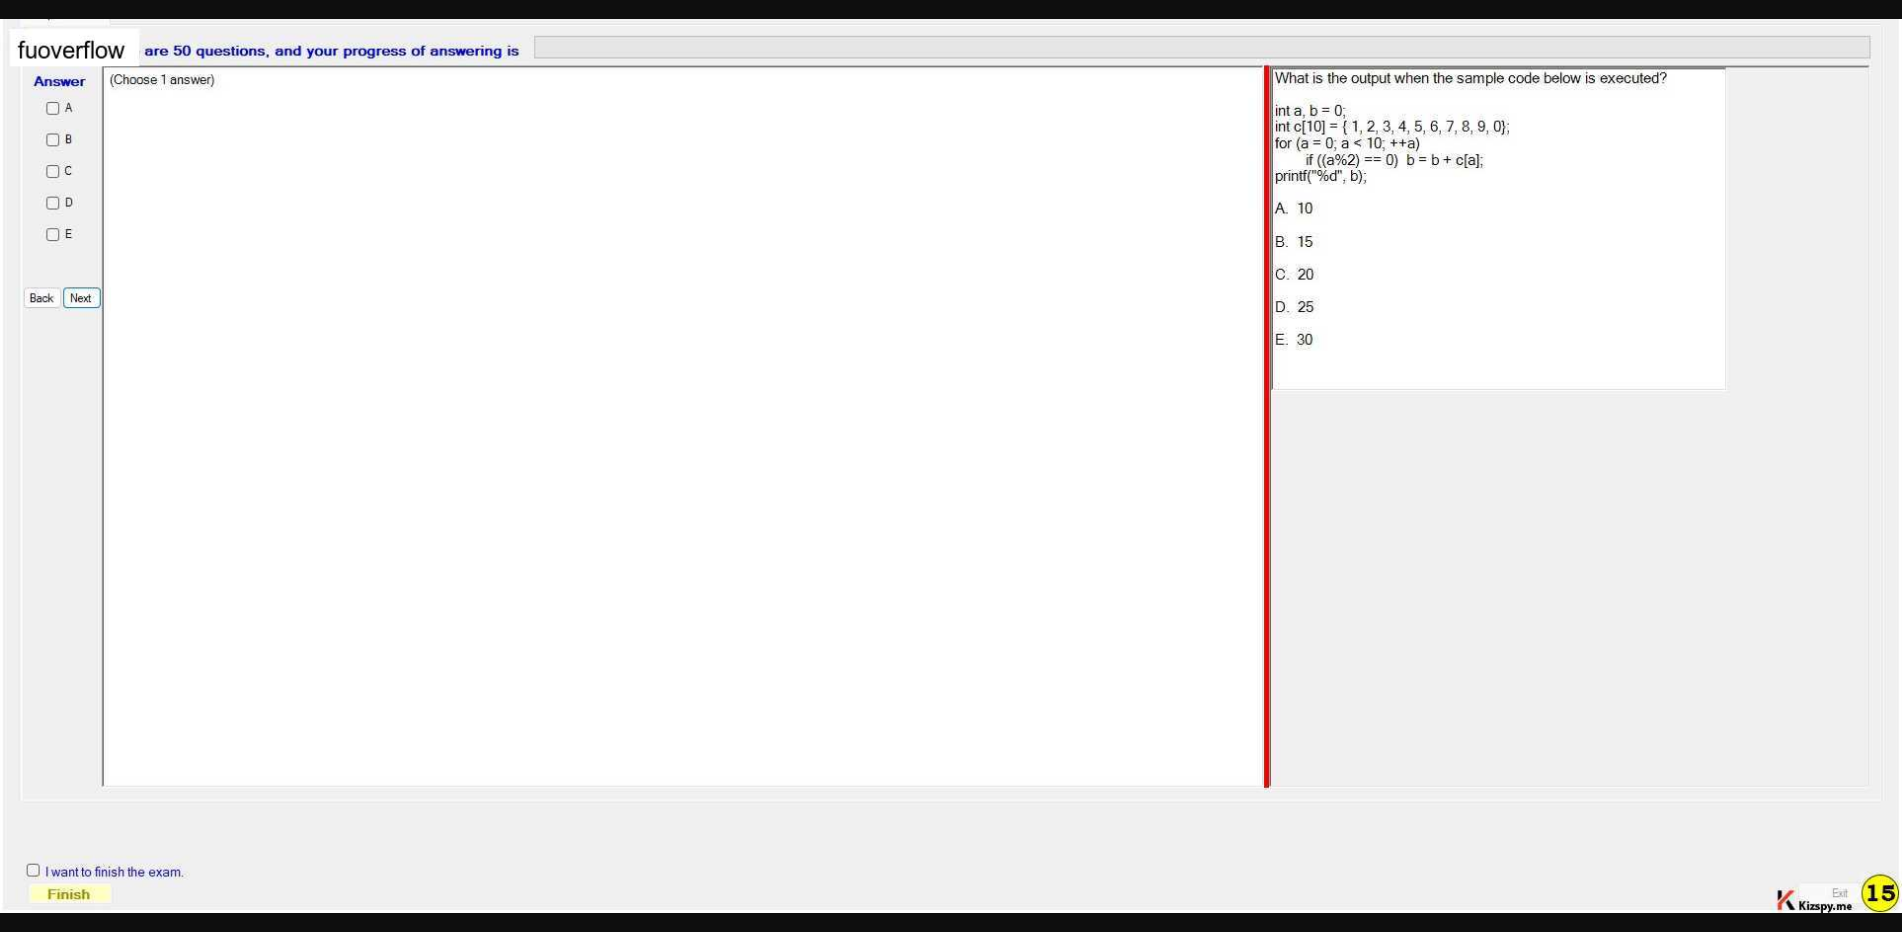 fuoverflow are 50 questions, and your progress of answering is
Answer
(Choose 1 answer)
A
B
C
D
E
Back Next
What is the output when the sample code below is executed?
int a, b = 0;
int c[10] = { 1, 2, 3, 4, 5, 6, 7, 8, 9, 0};
for (a = 0; a < 10; ++a)
if ((a%2) == 0) b = b + c[a];
printf("%d", b);
A. 10
B. 15
C. 20
D. 25
E. 30
I want to finish the exam.
Finish
Exit
Kizspy.me
15